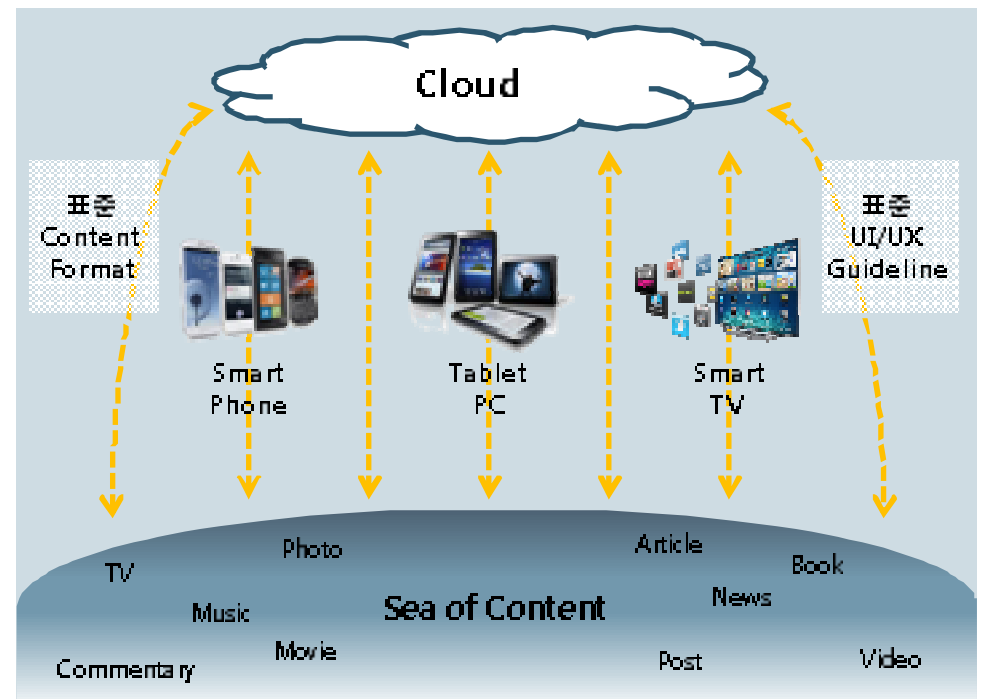 Cloud
표준
Content
Format
표준
UI/UX
Guideline
Smart
Phone
Tablet
PC
Smart
TV
Photo
Article
TV
Book
Music
Sea of Content
News
Movie
Commentary
Post
Video